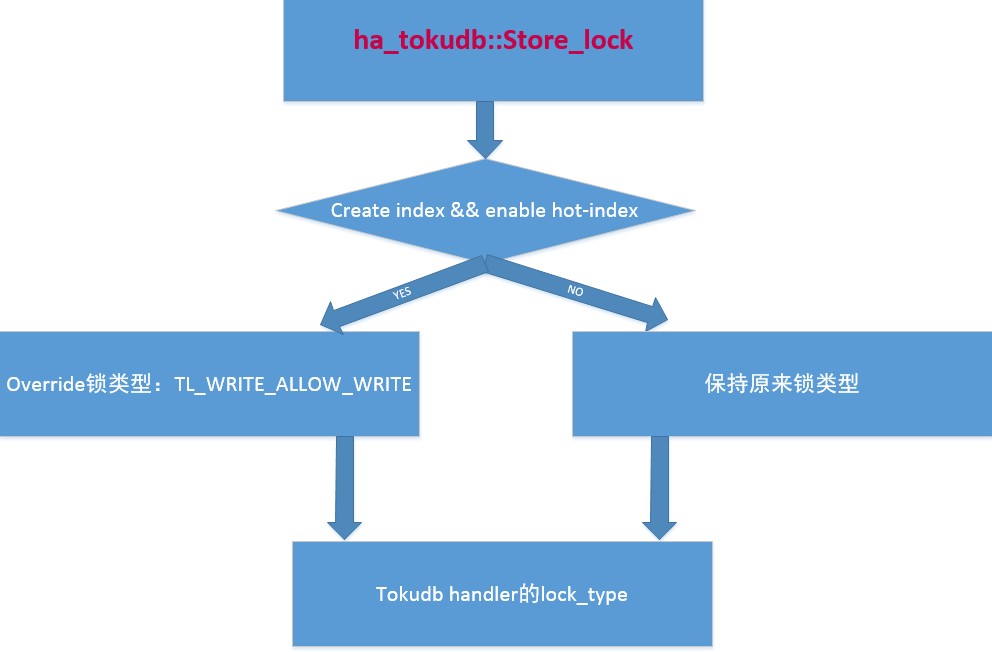 ha_tokudb::Store_lock
Create index && enable hot-index
YES
NO
Override锁类型：TL_WRITE_ALLOW_WRITE
保持原来锁类型
Tokudb handler的lock_type